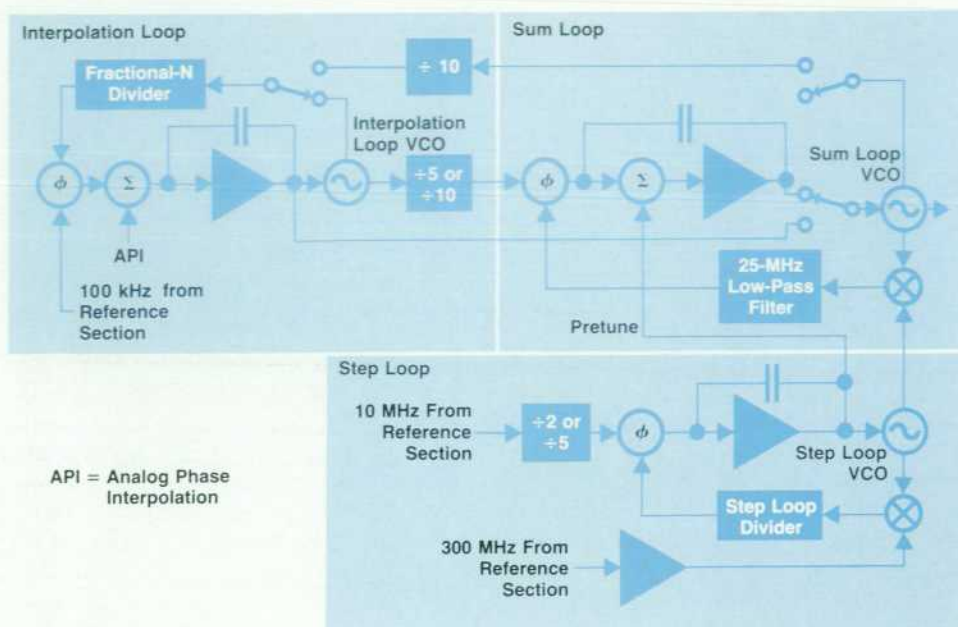 Interpolation Loop
Fractional-N
Divider
÷ 10
Interpolation
Loop VCO
÷5 or
÷10
ϕ
Σ
API
100 kHz from
Reference
Section
Sum Loop
ϕ
Σ
Sum Loop
VCO
25-MHz
Low-Pass
Filter
Pretune
Step Loop
10 MHz From
Reference
Section
÷2 or
÷5
ϕ
Step Loop
VCO
Step Loop
Divider
300 MHz From
Reference
Section
API = Analog Phase
Interpolation